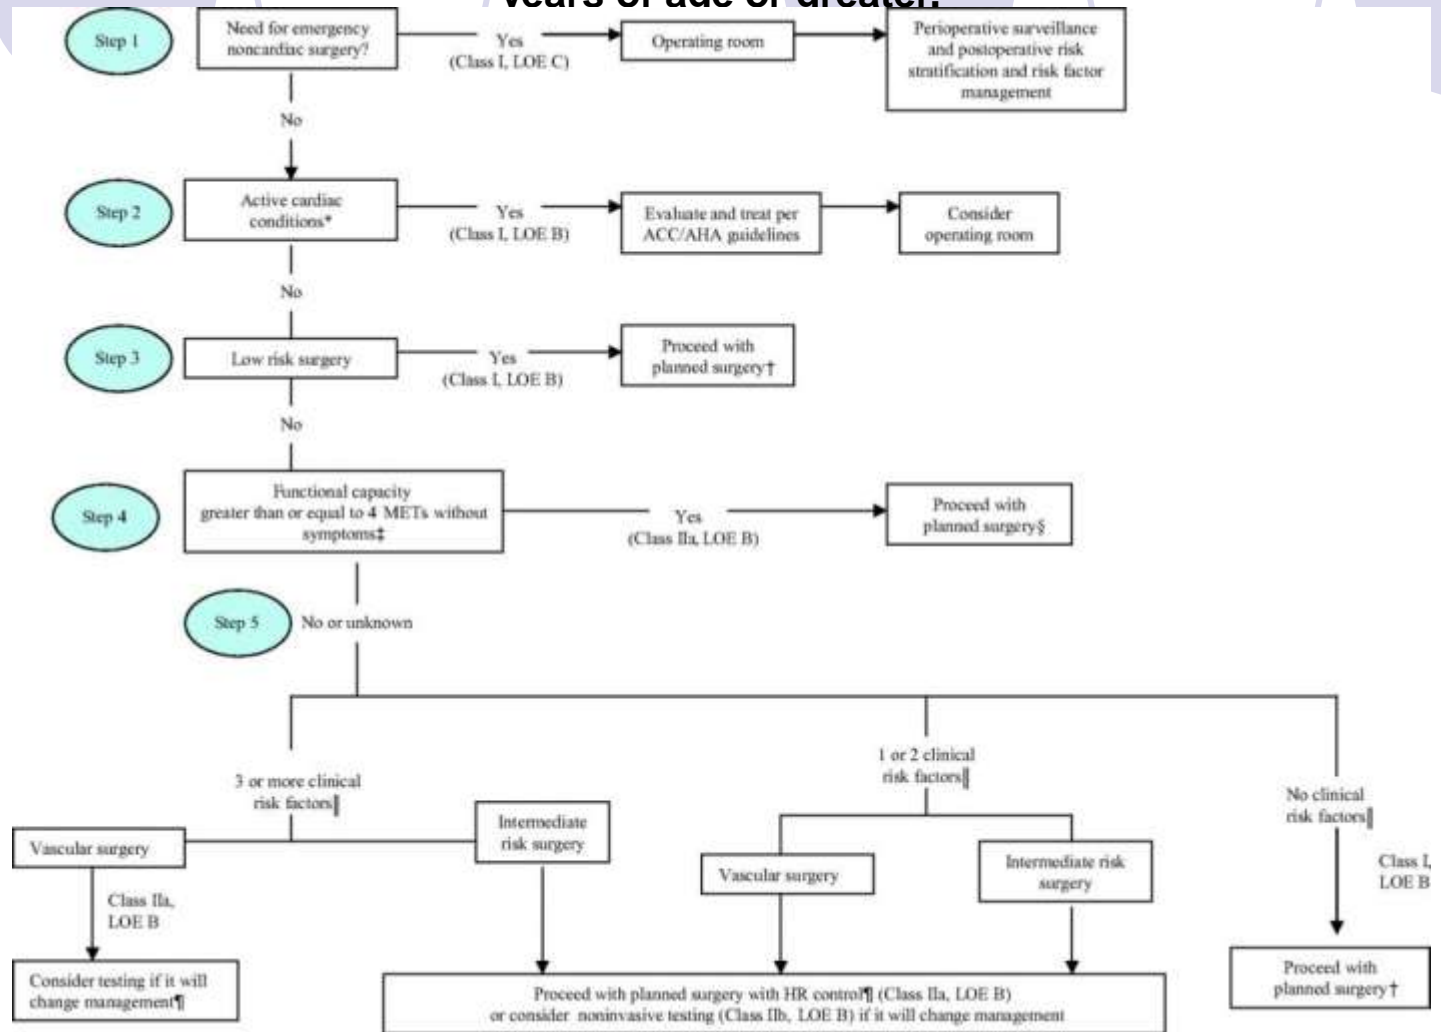 years of age or greater.
Step 1
Need for emergency
noncardiac surgery?
Yes
(Class I, LOE C)
Operating room
Perioperative surveillance
and postoperative risk
stratification and risk factor
management
No
Step 2
Active cardiac
conditions*
Yes
(Class I, LOE B)
Evaluate and treat per
ACC/AHA guidelines
Consider
operating room
No
Step 3
Low risk surgery
Yes
(Class I, LOE B)
Proceed with
planned surgery†
No
Step 4
Functional capacity
greater than or equal to 4 METs without
symptoms‡
Yes
(Class IIa, LOE B)
Proceed with
planned surgery§
Step 5
No or unknown
3 or more clinical
risk factors‖
Vascular surgery
Class IIa,
LOE B
Consider testing if it will
change management¶
Intermediate
risk surgery
1 or 2 clinical
risk factors‖
Vascular surgery
Intermediate risk
surgery
Proceed with planned surgery with HR control¶ (Class IIa, LOE B)
or consider noninvasive testing (Class IIb, LOE B) if it will change management
No clinical
risk factors‖
Class I,
LOE B
Proceed with
planned surgery†